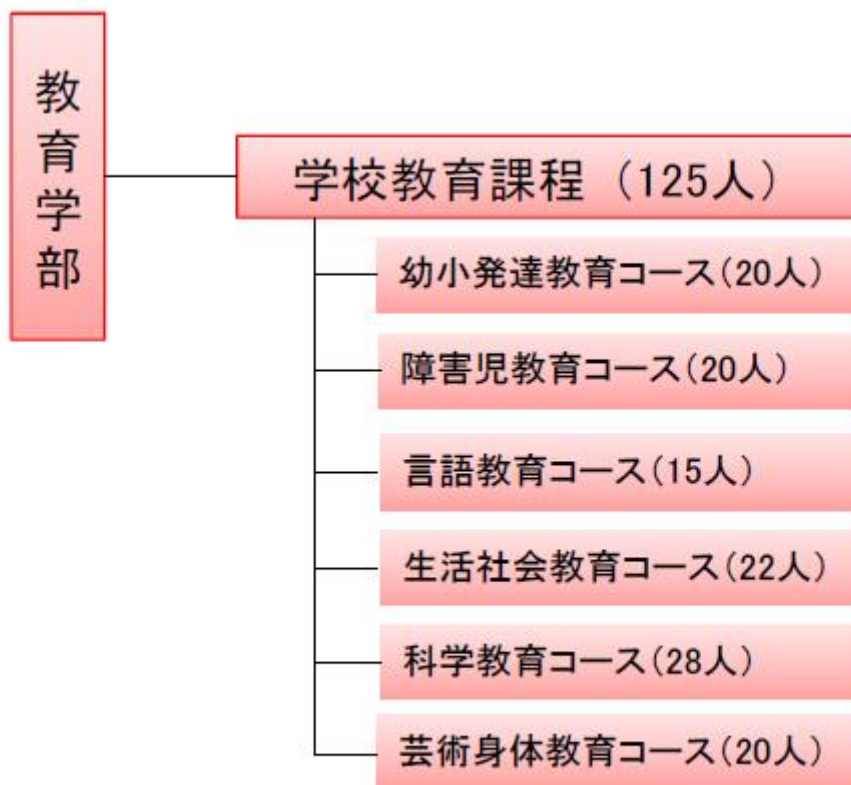 教育学部
学校教育課程（125人）
幼小発達教育コース（20人）
障害児教育コース（20人）
言語教育コース（15人）
生活社会教育コース（22人）
科学教育コース（28人）
芸術身体教育コース（20人）